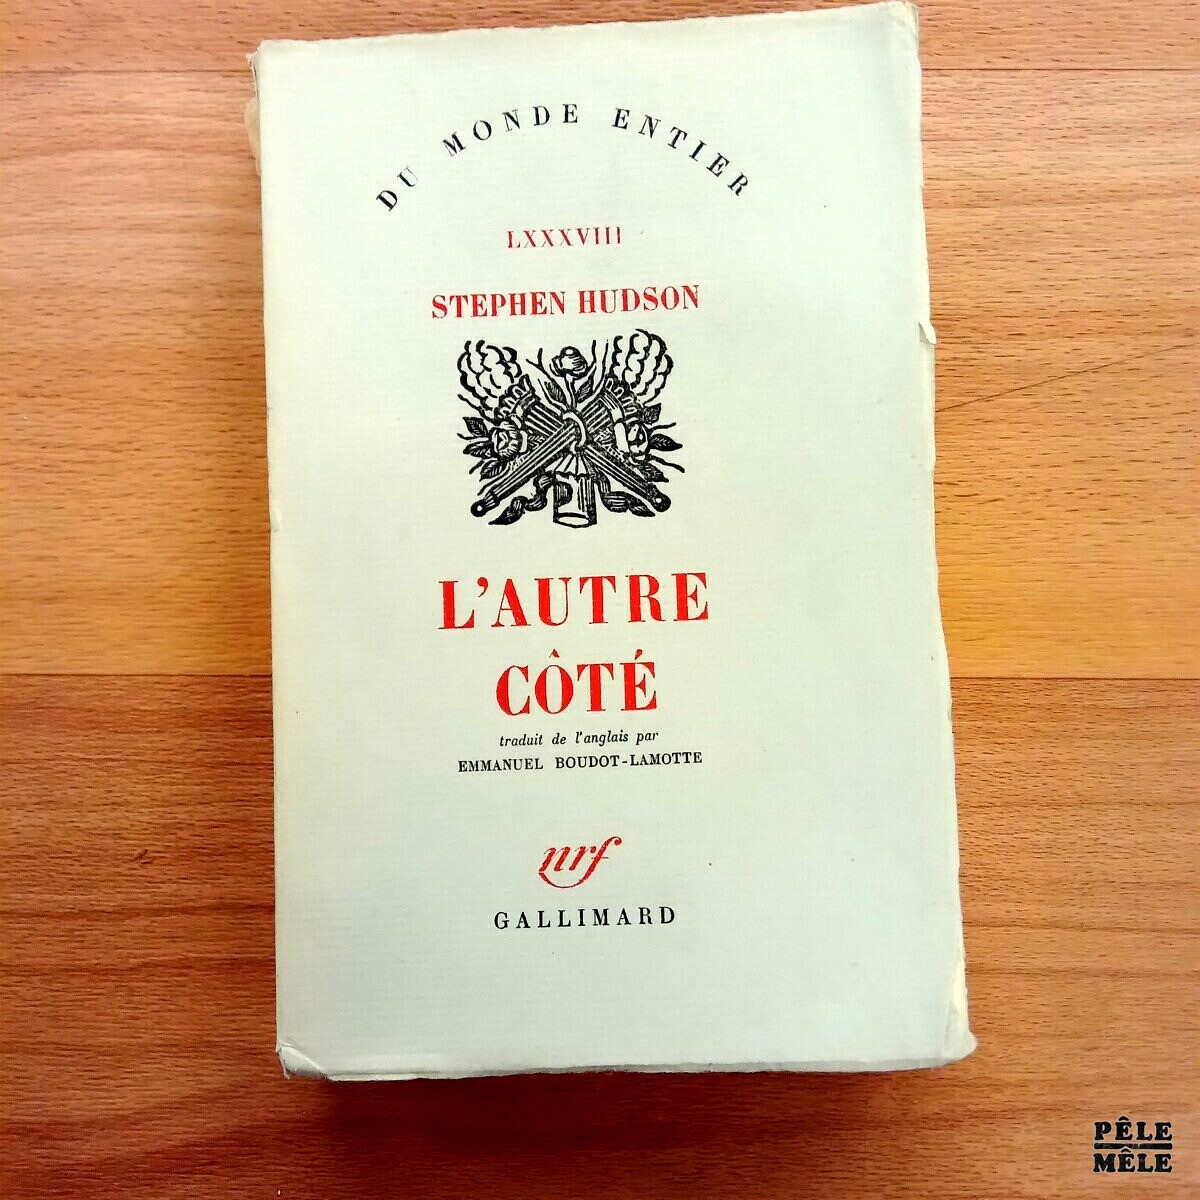 DU MONDE ENTIER
LXXXVIII
STEPHEN HUDSON
L'AUTRE
CÔTÉ
traduit de l'anglais par
EMMANUEL BOUDOT-LAMOTTE
nrf
GALLIMARD
PÊLE
MÊLE